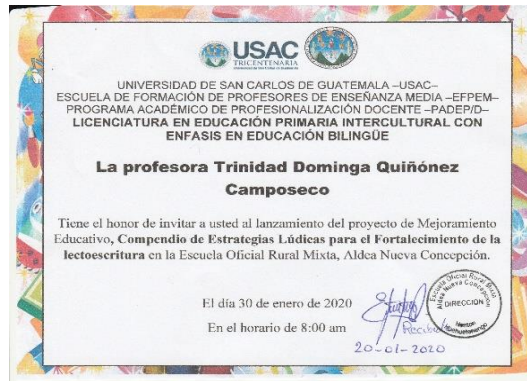 USAC
TRICENTENARIA
UNIVERSIDAD DE SAN CARLOS DE GUATEMALA –USAC–
ESCUELA DE FORMACIÓN DE PROFESORES DE ENSEÑANZA MEDIA –EFPEM–
PROGRAMA ACADÉMICO DE PROFESIONALIZACIÓN DOCENTE –PADEP/D–
LICENCIATURA EN EDUCACIÓN PRIMARIA INTERCULTURAL CON
ENFASIS EN EDUCACIÓN BILINGÜE
La profesora Trinidad Dominga Quiñónez
Camposeco
Tiene el honor de invitar a usted al lanzamiento del proyecto de Mejoramiento
Educativo, Compendio de Estrategias Lúdicas para el Fortalecimiento de la
lectoescritura en la Escuela Oficial Rural Mixta, Aldea Nueva Concepción.
El día 30 de enero de 2020
En el horario de 8:00 am
Escuela Oficial Rural Mixta
Aldea Nueva Concepción
DIRECCION
Huehuetenango
20-01-2020